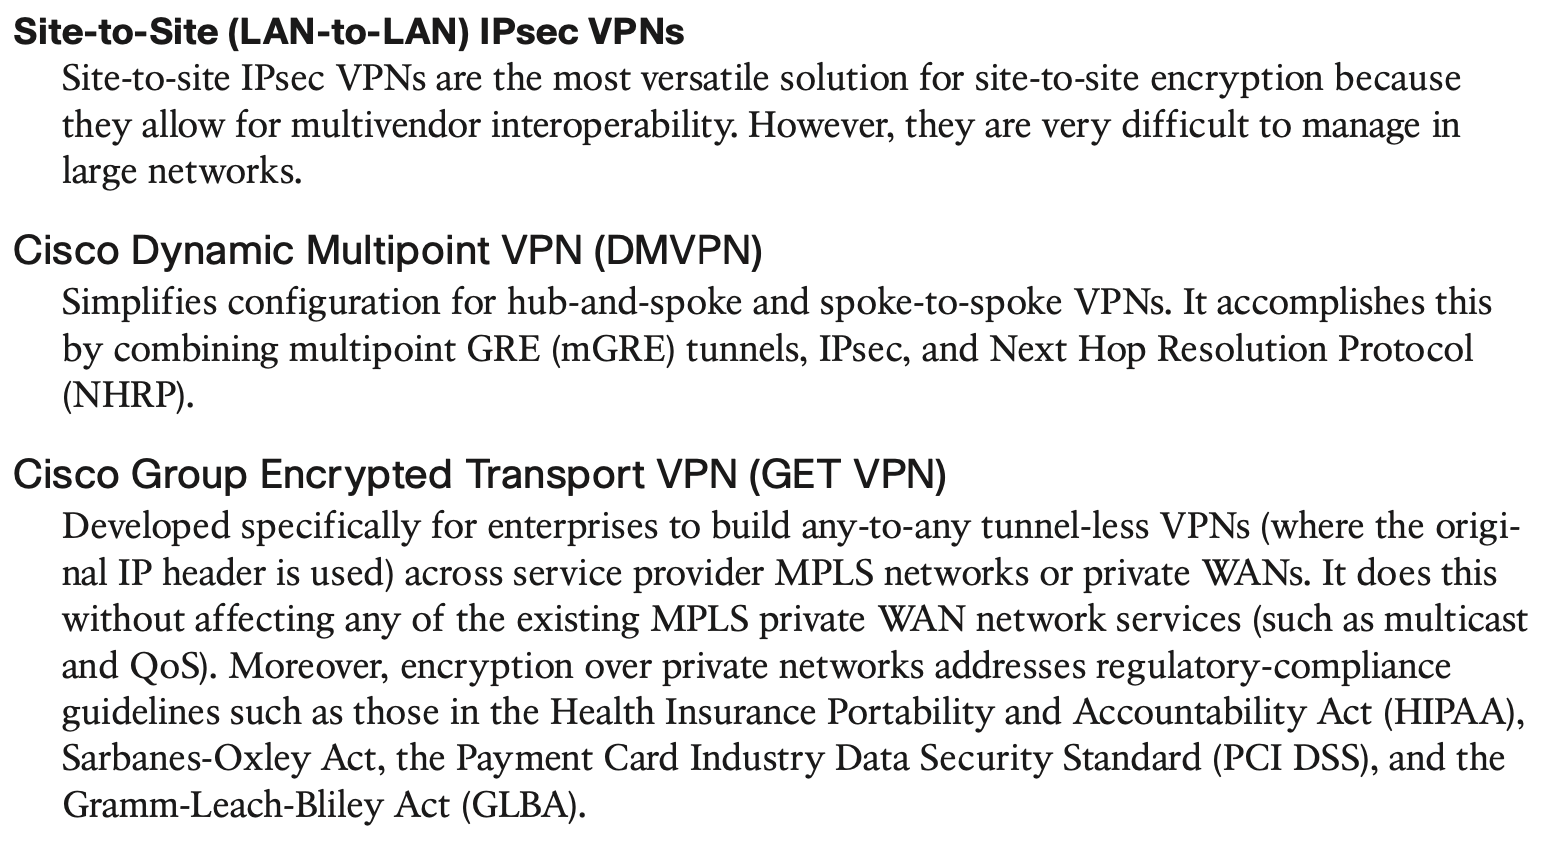 Site-to-Site (LAN-to-LAN) IPsec VPNs
Site-to-site IPsec VPNs are the most versatile solution for site-to-site encryption because
they allow for multivendor interoperability. However, they are very difficult to manage in
large networks.
Cisco Dynamic Multipoint VPN (DMVPN)
Simplifies configuration for hub-and-spoke and spoke-to-spoke VPNs. It accomplishes this
by combining multipoint GRE (mGRE) tunnels, IPsec, and Next Hop Resolution Protocol
(NHRP).
Cisco Group Encrypted Transport VPN (GET VPN)
Developed specifically for enterprises to build any-to-any tunnel-less VPNs (where the origi-
nal IP header is used) across service provider MPLS networks or private WANs. It does this
without affecting any of the existing MPLS private WAN network services (such as multicast
and QoS). Moreover, encryption over private networks addresses regulatory-compliance
guidelines such as those in the Health Insurance Portability and Accountability Act (HIPAA),
Sarbanes-Oxley Act, the Payment Card Industry Data Security Standard (PCI DSS), and the
Gramm-Leach-Bliley Act (GLBA).